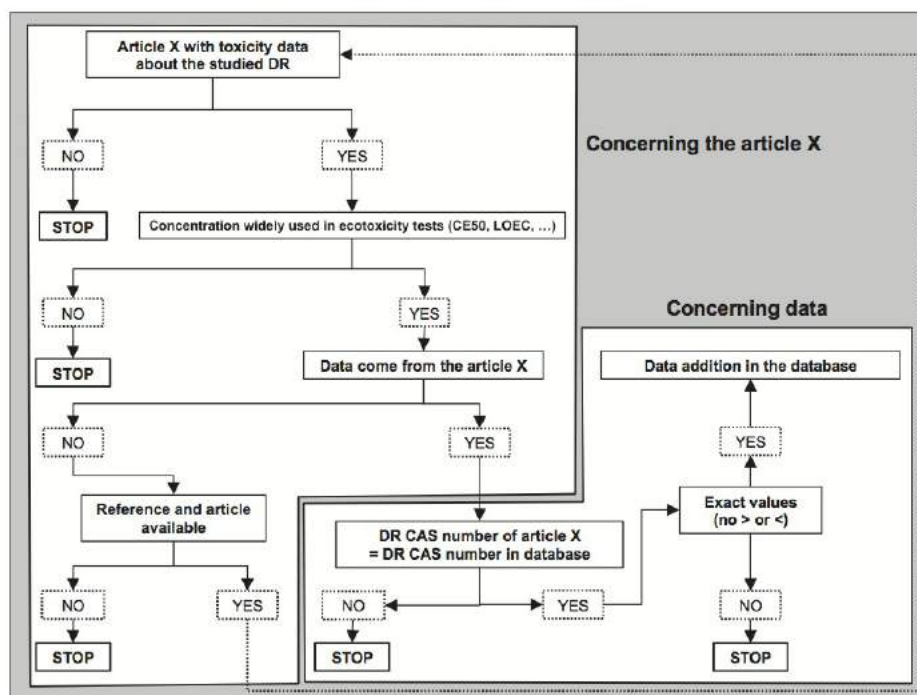 Article X with toxicity data
about the studied DR
Concerning the article X
NO
YES
STOP
Concentration widely used in ecotoxicity tests (CE50, LOEC, ...)
NO
YES
Concerning data
STOP
Data come from the article X
Data addition in the database
NO
YES
YES
Reference and article
available
Exact values
(no > or <)
DR CAS number of article X
= DR CAS number in database
NO
YES
NO
YES
NO
STOP
STOP
STOP